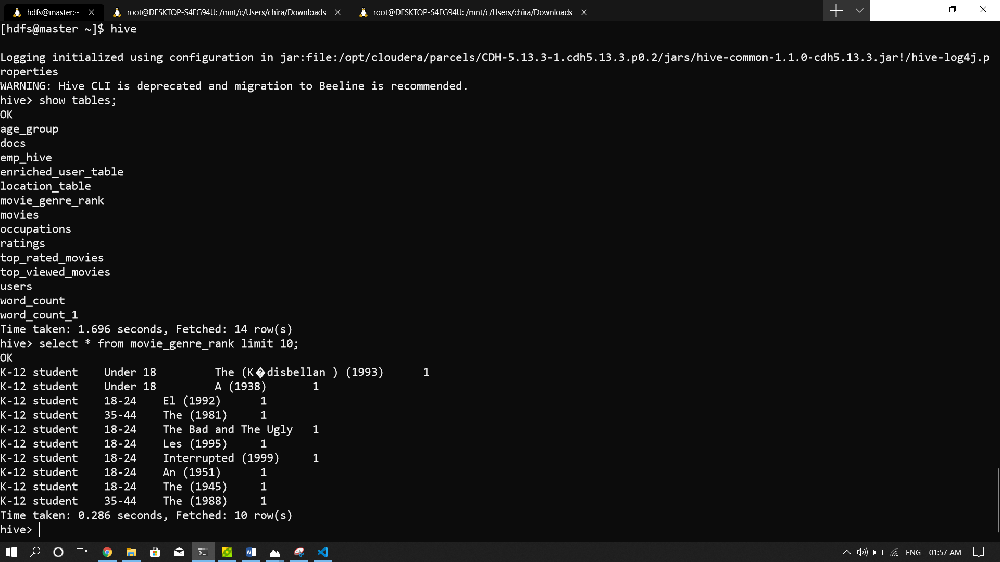 hdfs@master:~
root@DESKTOP-S4EG94U: /mnt/c/Users/chira/Downloads
root@DESKTOP-S4EG94U: /mnt/c/Users/chira/Downloads
[hdfs@master ~]$ hive
Logging initialized using configuration in jar:file:/opt/cloudera/parcels/CDH-5.13.3-1.cdh5.13.3.p0.2/jars/hive-common-1.1.0-cdh5.13.3.jar!/hive-log4j.p
roperties
WARNING: Hive CLI is deprecated and migration to Beeline is recommended.
hive> show tables;
OK
age_group
docs
emp_hive
enriched_user_table
location_table
movie_genre_rank
movies
occupations
ratings
top_rated_movies
top_viewed_movies
users
word_count
word_count_1
Time taken: 1.696 seconds, Fetched: 14 row(s)
hive> select * from movie_genre_rank limit 10;
OK
K-12 student    Under 18         The (K�disbellan ) (1993)      1
K-12 student    Under 18         A (1938)       1
K-12 student    18-24    El (1992)      1
K-12 student    35-44    The (1981)     1
K-12 student    18-24    The Bad and The Ugly   1
K-12 student    18-24    Les (1995)     1
K-12 student    18-24    Interrupted (1999)     1
K-12 student    18-24    An (1951)      1
K-12 student    18-24    The (1945)     1
K-12 student    35-44    The (1988)     1
Time taken: 0.286 seconds, Fetched: 10 row(s)
hive>
ENG 01:57 AM